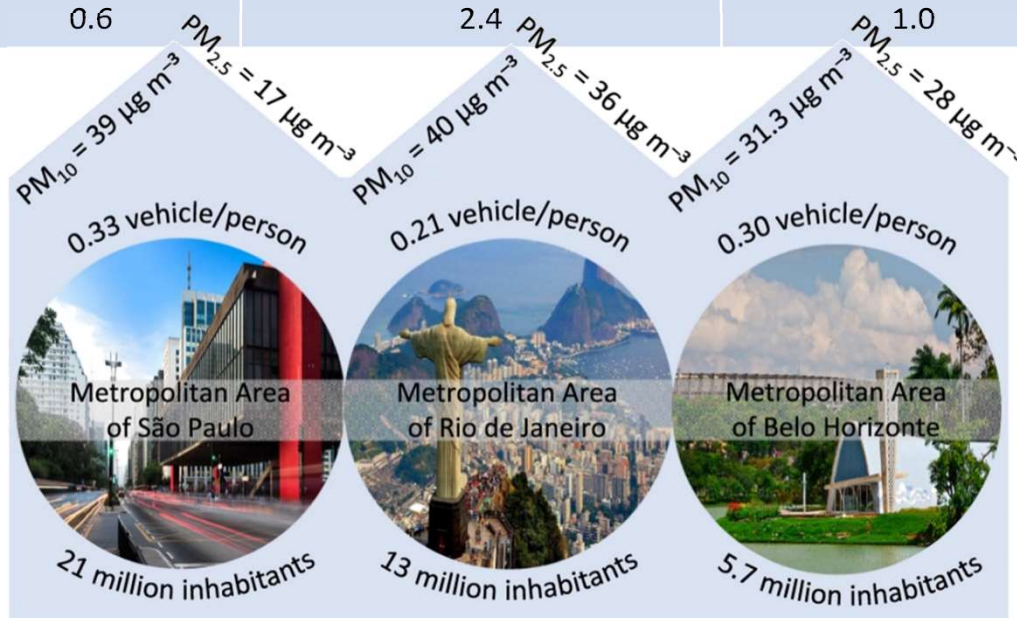 0.6
2.4
1.0
PM₁₀ = 39 µg m⁻³
PM₂.₅ = 17 µg m⁻³
PM₁₀ = 40 µg m⁻³
PM₂.₅ = 36 µg m⁻³
PM₁₀ = 31.3 µg m⁻³
PM₂.₅ = 28 µg m⁻³
0.33 vehicle/person
0.21 vehicle/person
0.30 vehicle/person
Metropolitan Area
of São Paulo
Metropolitan Area
of Rio de Janeiro
Metropolitan Area
of Belo Horizonte
21 million inhabitants
13 million inhabitants
5.7 million inhabitants